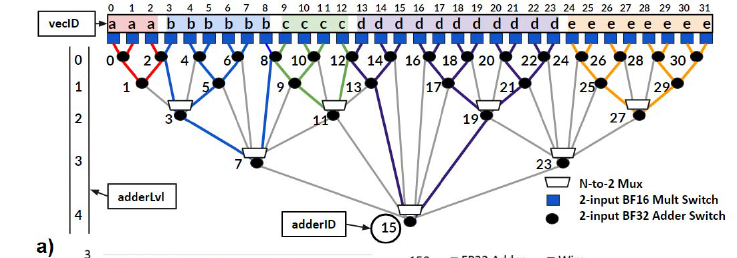 0 1 2 3 4 5 6 7 8 9 10 11 12 13 14 15 16 17 18 19 20 21 22 23 24 25 26 27 28 29 30 31
vecID
a a a b b b b b b c c c c d d d d d d d d d d d e e e e e e e e
0
0 2 4 6 8 10 12 14 16 18 20 22 24 26 28 30
1
1 5 9 13 17 21 25 29
2
3 11 19 27
3
7 23
N-to-2 Mux
2-input BF16 Mult Switch
2-input BF32 Adder Switch
adderLvl
4
adderID
15
a)
3